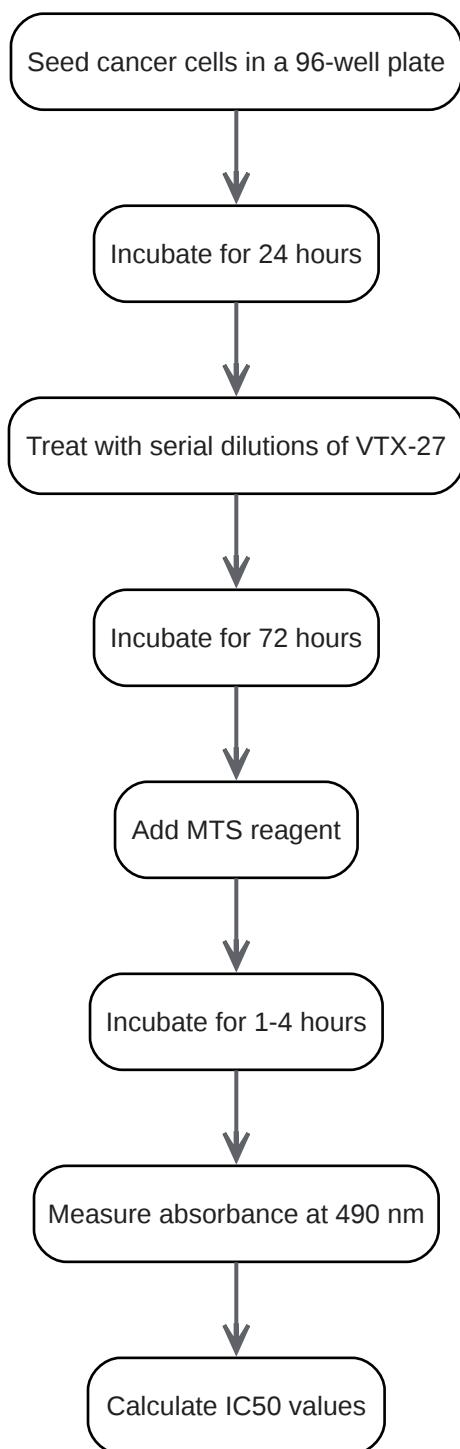 Seed cancer cells in a 96-well plate
Incubate for 24 hours
Treat with serial dilutions of VTX-27
Incubate for 72 hours
Add MTS reagent
Incubate for 1-4 hours
Measure absorbance at 490 nm
Calculate IC50 values